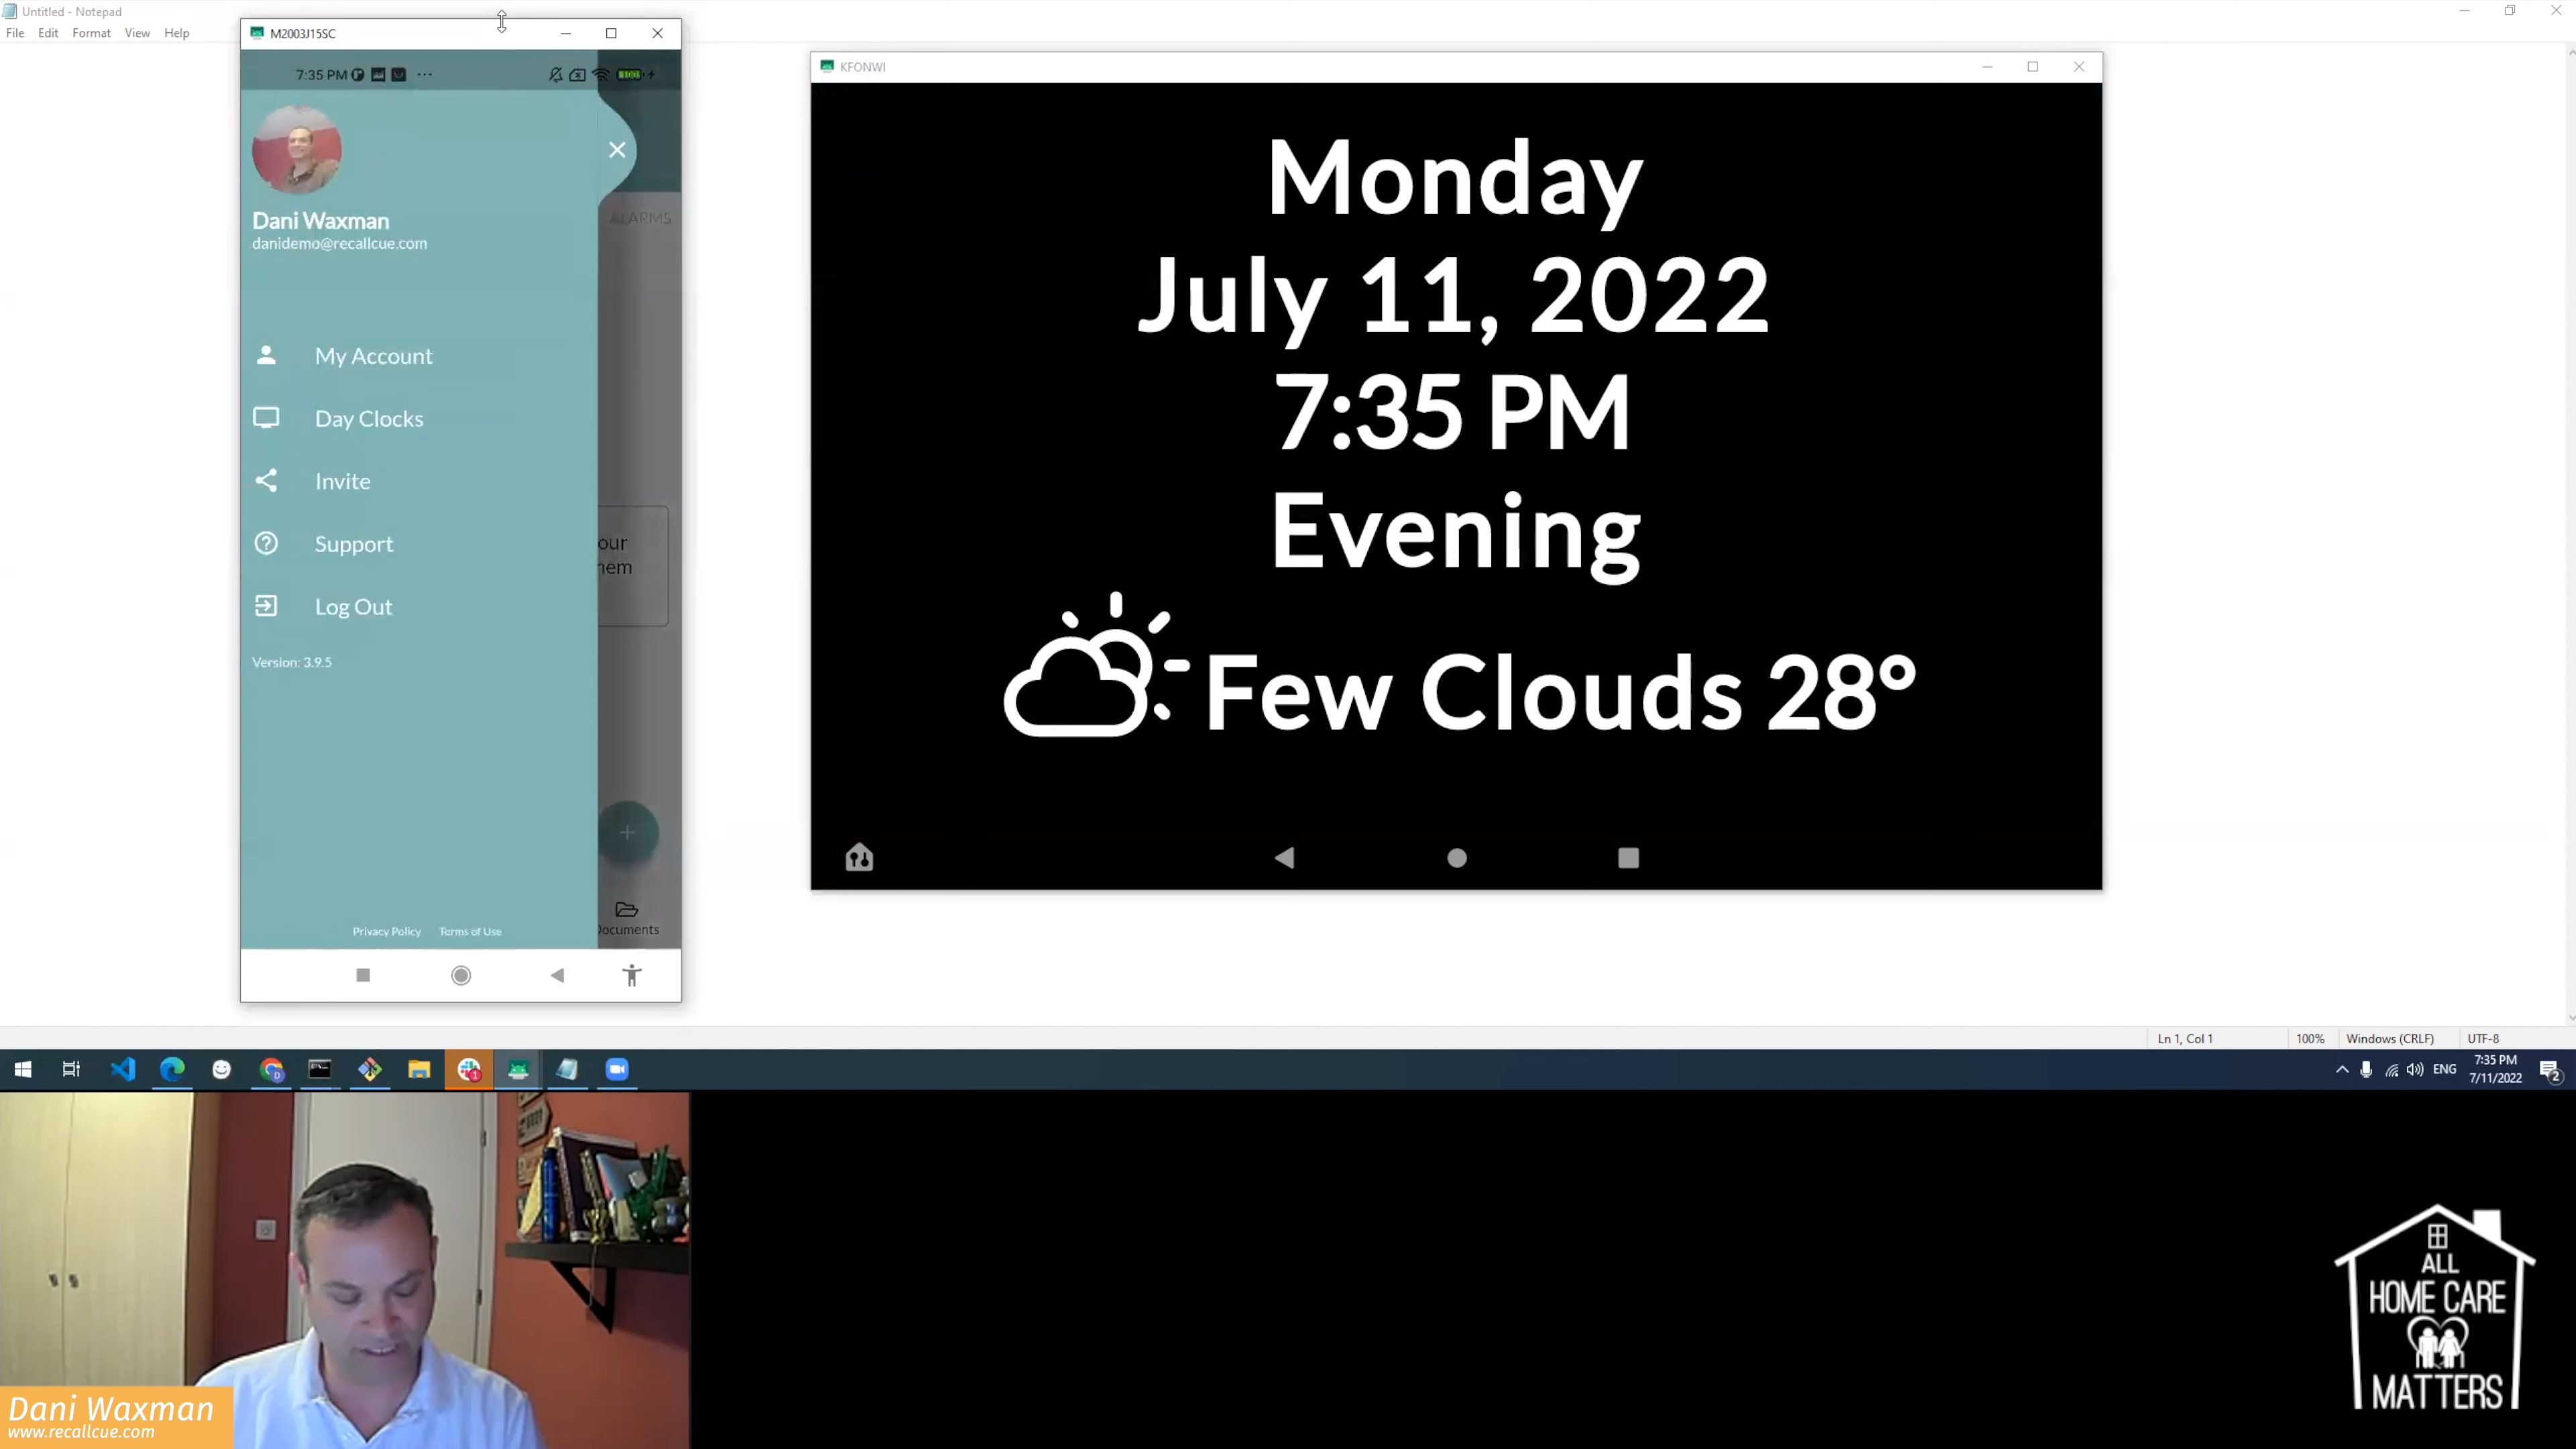 Untitled - Notepad
File Edit Format View Help
M2003J15SC
7:35 PM
100
Dani Waxman
danidemo@recallcue.com
ALARMS
My Account
Day Clocks
Invite
Support
Log Out
Version: 3.9.5
our
hem
Documents
Privacy Policy Terms of Use
KFONWI
Monday
July 11, 2022
7:35 PM
Evening
Few Clouds 28°
Ln 1, Col 1 100% Windows (CRLF) UTF-8
ENG
7:35 PM
7/11/2022
2
Dani Waxman
www.recallcue.com
ALL
HOME CARE
MATTERS